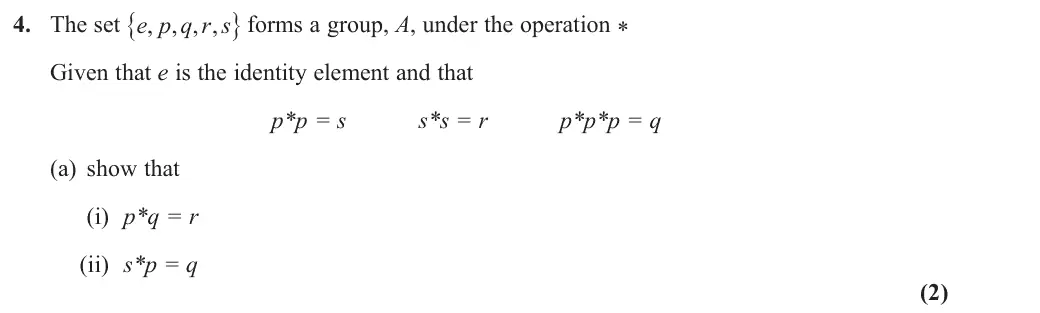 4. The set {e, p, q, r, s} forms a group, A, under the operation *
Given that e is the identity element and that
p*p = s s*s = r p*p*p = q
(a) show that
(i) p*q = r
(ii) s*p = q
(2)